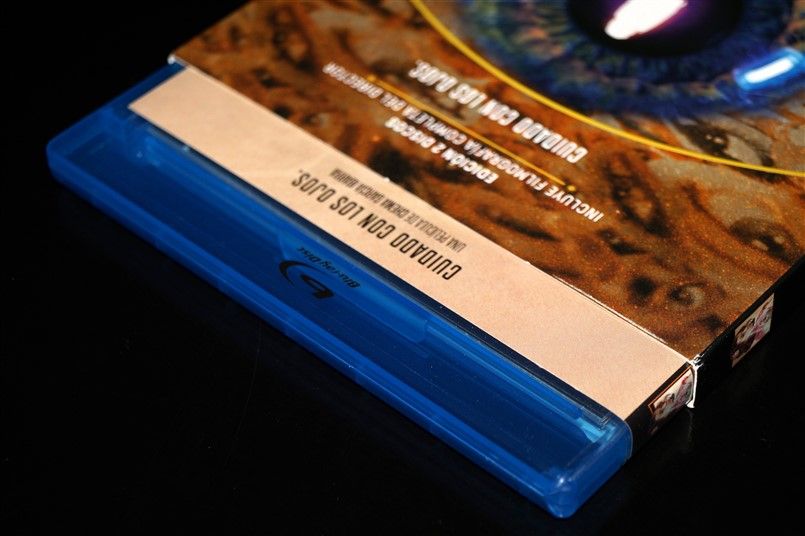 EDICIÓN 2 DISCOS
INCLUYE FILMOGRAFÍA COMPLETA DEL DIRECTOR
CUIDADO CON LOS OJOS.
CUIDADO CON LOS OJOS.
UNA PELÍCULA DE CHEMA GARCÍA IBARRA
Blu-ray Disc